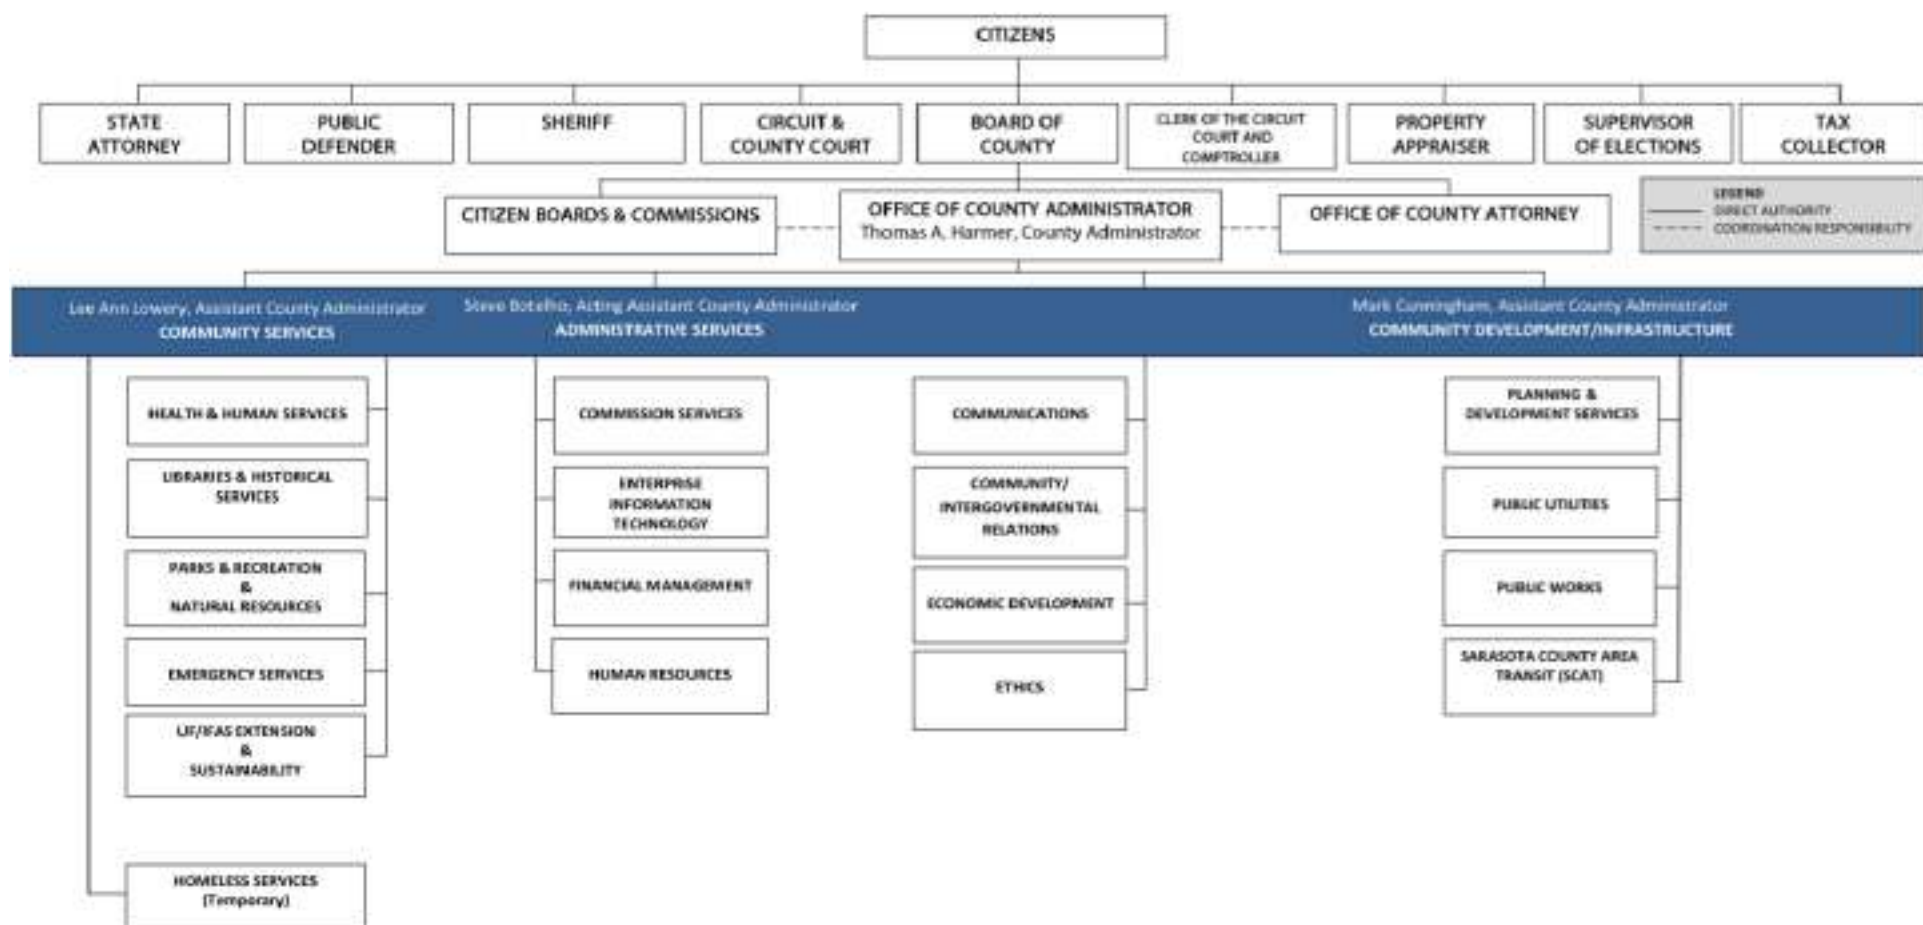 CITIZENS
STATE
ATTORNEY
PUBLIC
DEFENDER
SHERIFF
CIRCUIT &
COUNTY COURT
BOARD OF
COUNTY
CLERK OF THE CIRCUIT
COURT AND
COMPTROLLER
PROPERTY
APPRAISER
SUPERVISOR
OF ELECTIONS
TAX
COLLECTOR
CITIZEN BOARDS & COMMISSIONS
OFFICE OF COUNTY ADMINISTRATOR
Thomas A. Harmer, County Administrator
OFFICE OF COUNTY ATTORNEY
LEGEND
DIRECT AUTHORITY
COORDINATION RESPONSIBILITY
Lee Ann Lowery, Assistant County Administrator
COMMUNITY SERVICES
Steve Botelho, Acting Assistant County Administrator
ADMINISTRATIVE SERVICES
Mark Cunningham, Assistant County Administrator
COMMUNITY DEVELOPMENT/INFRASTRUCTURE
HEALTH & HUMAN SERVICES
LIBRARIES & HISTORICAL
SERVICES
PARKS & RECREATION
&
NATURAL RESOURCES
EMERGENCY SERVICES
UF/IFAS EXTENSION
&
SUSTAINABILITY
HOMELESS SERVICES
(Temporary)
COMMISSION SERVICES
ENTERPRISE
INFORMATION
TECHNOLOGY
FINANCIAL MANAGEMENT
HUMAN RESOURCES
COMMUNICATIONS
COMMUNITY/
INTERGOVERNMENTAL
RELATIONS
ECONOMIC DEVELOPMENT
ETHICS
PLANNING &
DEVELOPMENT SERVICES
PUBLIC UTILITIES
PUBLIC WORKS
SARASOTA COUNTY AREA
TRANSIT (SCAT)